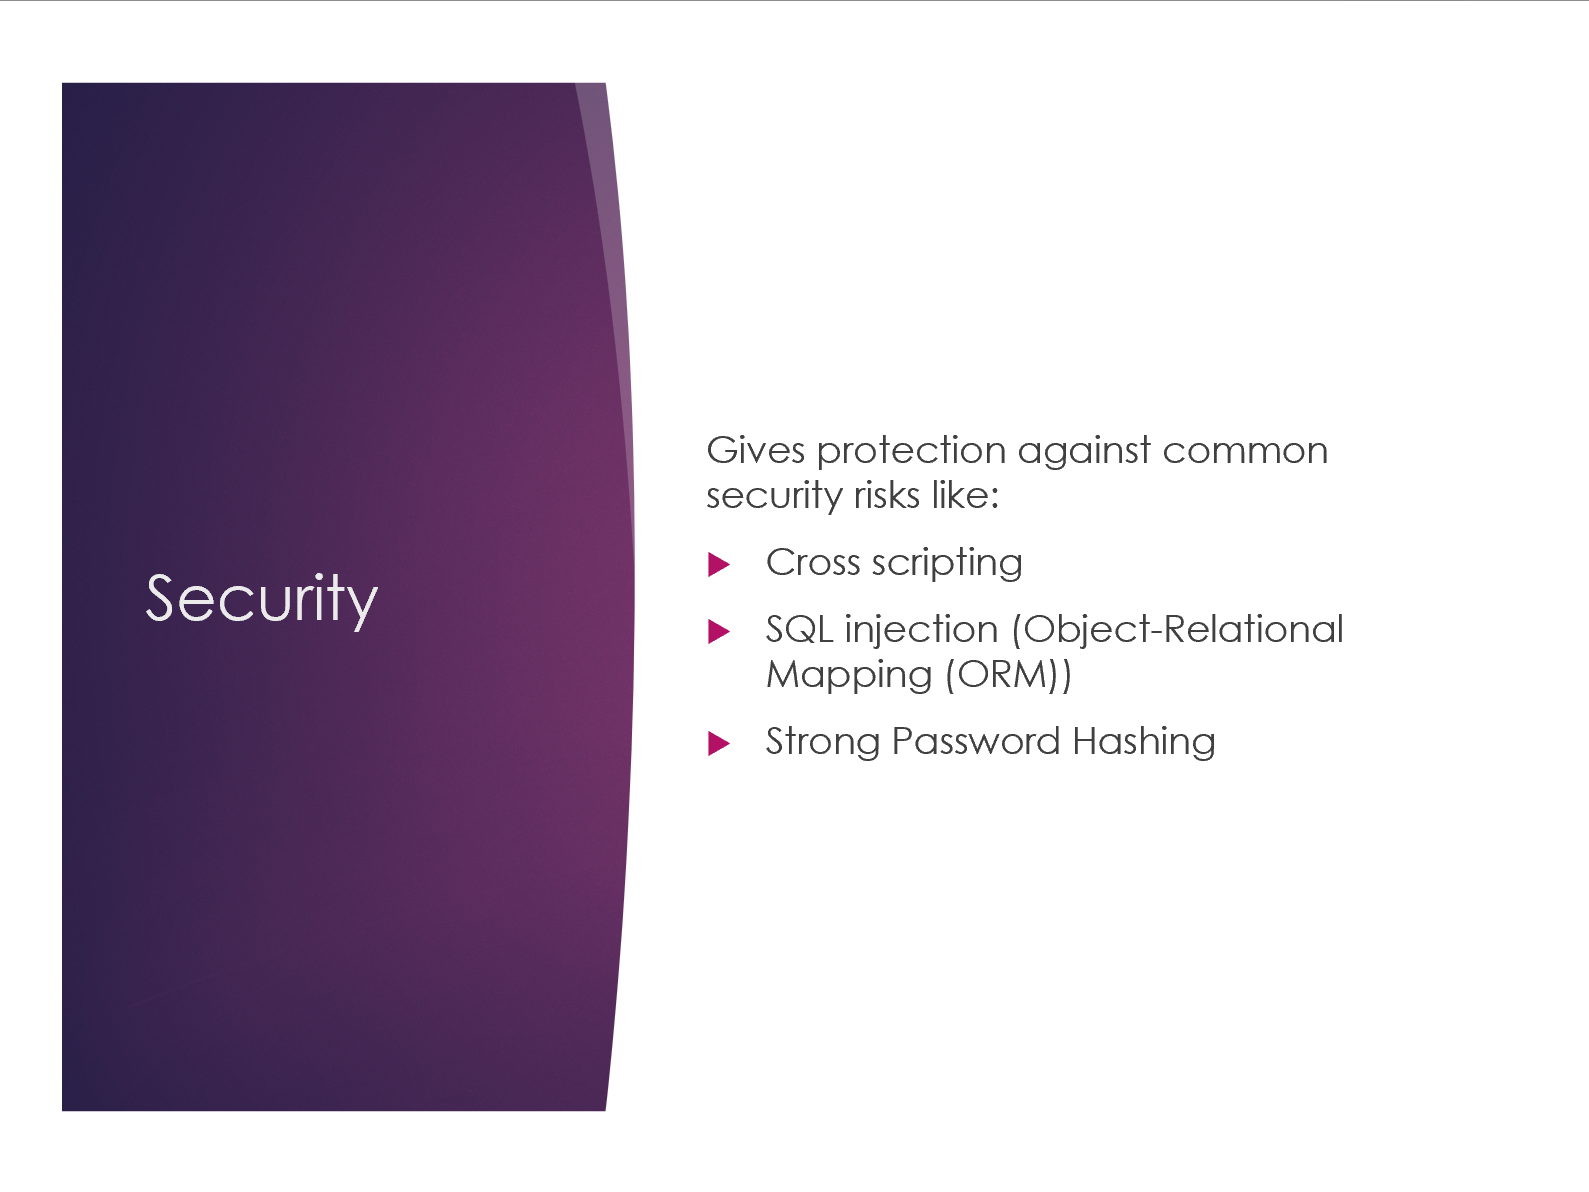 Security
Gives protection against common
security risks like:
Cross scripting
SQL injection (Object-Relational
Mapping (ORM))
Strong Password Hashing